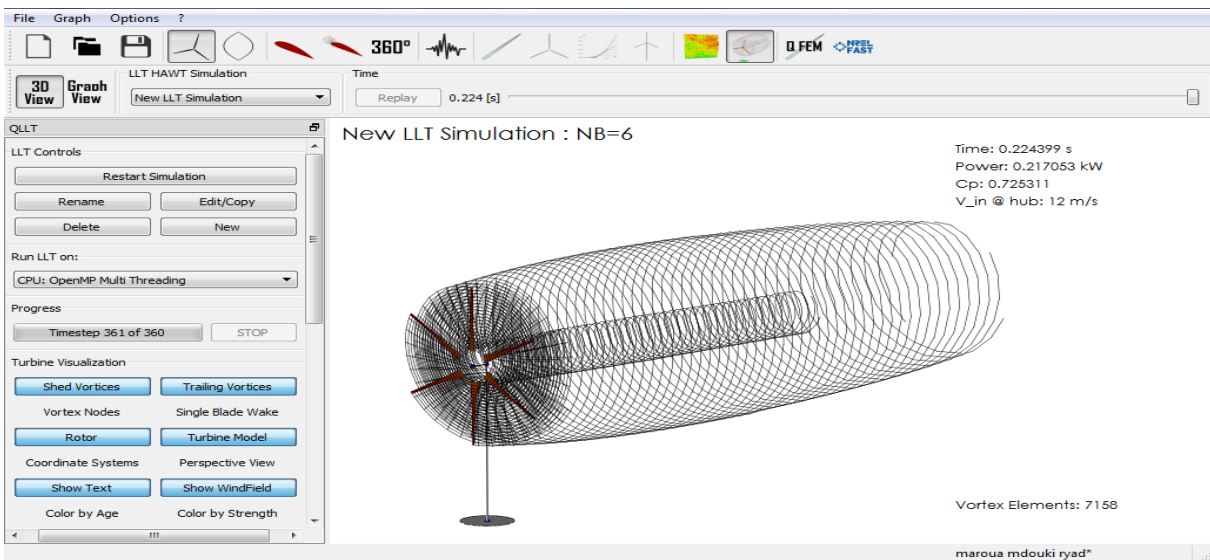 File Graph Options ?
360° Q FEM NREL FAST
LLT HAWT Simulation Time
3D View Graph View New LLT Simulation Replay 0.224 [s]
QLLT
LLT Controls
Restart Simulation
Rename Edit/Copy
Delete New
Run LLT on:
CPU: OpenMP Multi Threading
Progress
Timestep 361 of 360 STOP
Turbine Visualization
Shed Vortices Trailing Vortices
Vortex Nodes Single Blade Wake
Rotor Turbine Model
Coordinate Systems Perspective View
Show Text Show WindField
Color by Age Color by Strength
New LLT Simulation : NB=6
Time: 0.224399 s
Power: 0.217053 kW
Cp: 0.725311
V_in @ hub: 12 m/s
Vortex Elements: 7158
maroua mdouki ryad*